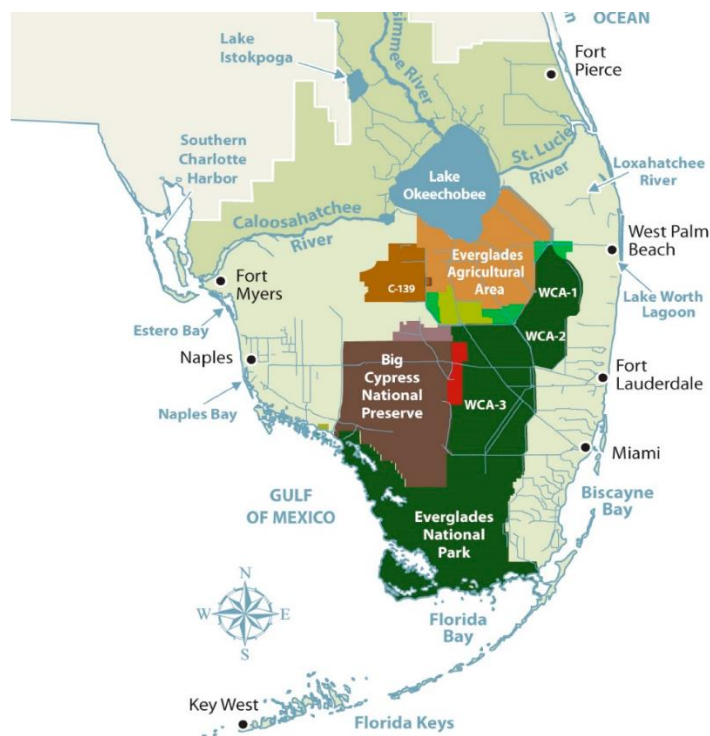 OCEAN
Lake
Istokpoga
River
Fort
Pierce
Southern
Charlotte
Harbor
St. Lucie
River
Lake
Okeechobee
Loxahatchee
River
Caloosahatchee
River
West Palm
Beach
Everglades
Agricultural
Area
C-139
Fort
Myers
WCA-1
Lake Worth
Lagoon
Estero Bay
WCA-2
Naples
Big
Cypress
National
Preserve
Fort
Lauderdale
WCA-3
Naples Bay
Miami
GULF
OF MEXICO
Biscayne
Bay
Everglades
National
Park
N
W
E
S
Florida
Bay
Key West
Florida Keys